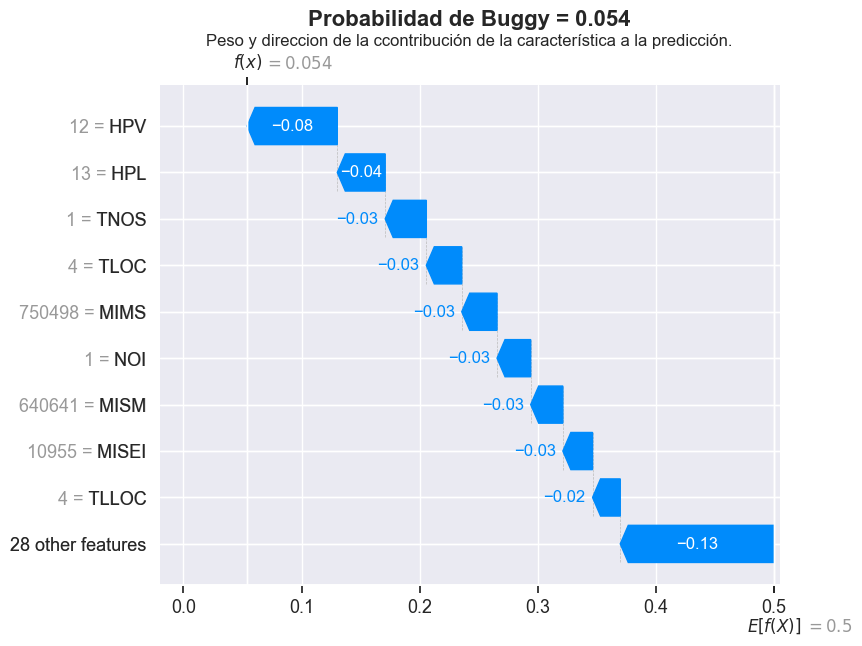 Probabilidad de Buggy = 0.054
Peso y direccion de la ccontribución de la característica a la predicción.
f(x) = 0.054
12 = HPV −0.08
13 = HPL −0.04
1 = TNOS −0.03
4 = TLOC −0.03
750498 = MIMS −0.03
1 = NOI −0.03
640641 = MISM −0.03
10955 = MISEI −0.03
4 = TLLOC −0.02
28 other features −0.13
0.0 0.1 0.2 0.3 0.4 0.5
E[f(X)] = 0.5